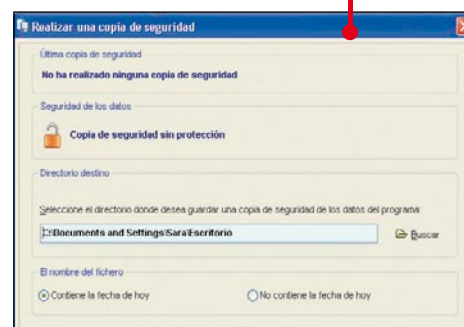 Realizar una copia de seguridad
Última copia de seguridad
No ha realizado ninguna copia de seguridad
Seguridad de los datos
Copia de seguridad sin protección
Directorio destino
Seleccione el directorio donde desea guardar una copia de seguridad de los datos del programa:
C:\Documents and Settings\Sara\Escritorio
Buscar
El nombre del fichero
Contiene la fecha de hoy
No contiene la fecha de hoy